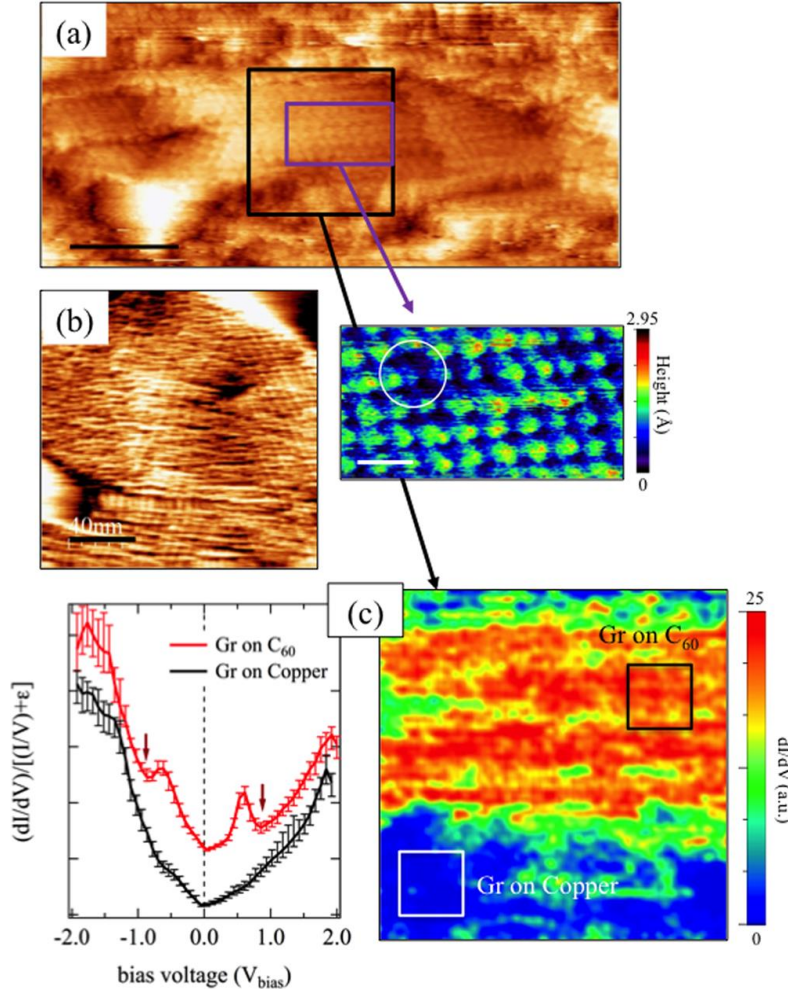 (a)
(b)
40nm
2.95
Height (Å)
0
(c)
Gr on C₆₀
Gr on Copper
(dI/dV)/[(I/V)+ε]
-2.0 -1.0 0.0 1.0 2.0
bias voltage (V_bias)
Gr on C₆₀
Gr on Copper
25
dI/dV (a.u.)
0